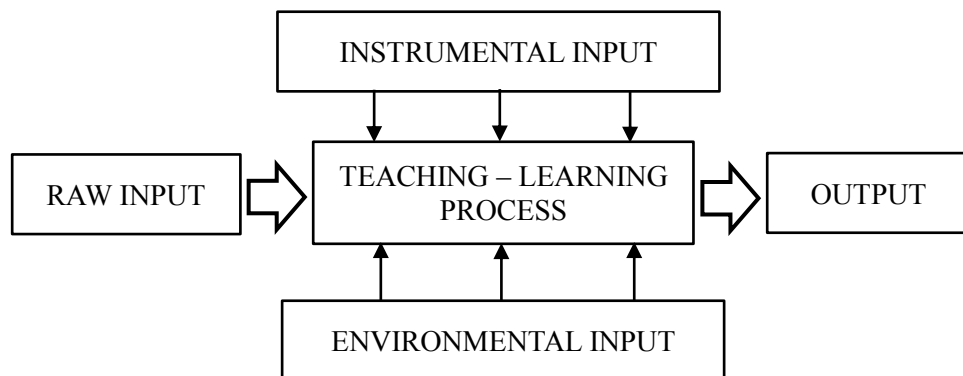 INSTRUMENTAL INPUT
RAW INPUT
TEACHING – LEARNING
PROCESS
OUTPUT
ENVIRONMENTAL INPUT